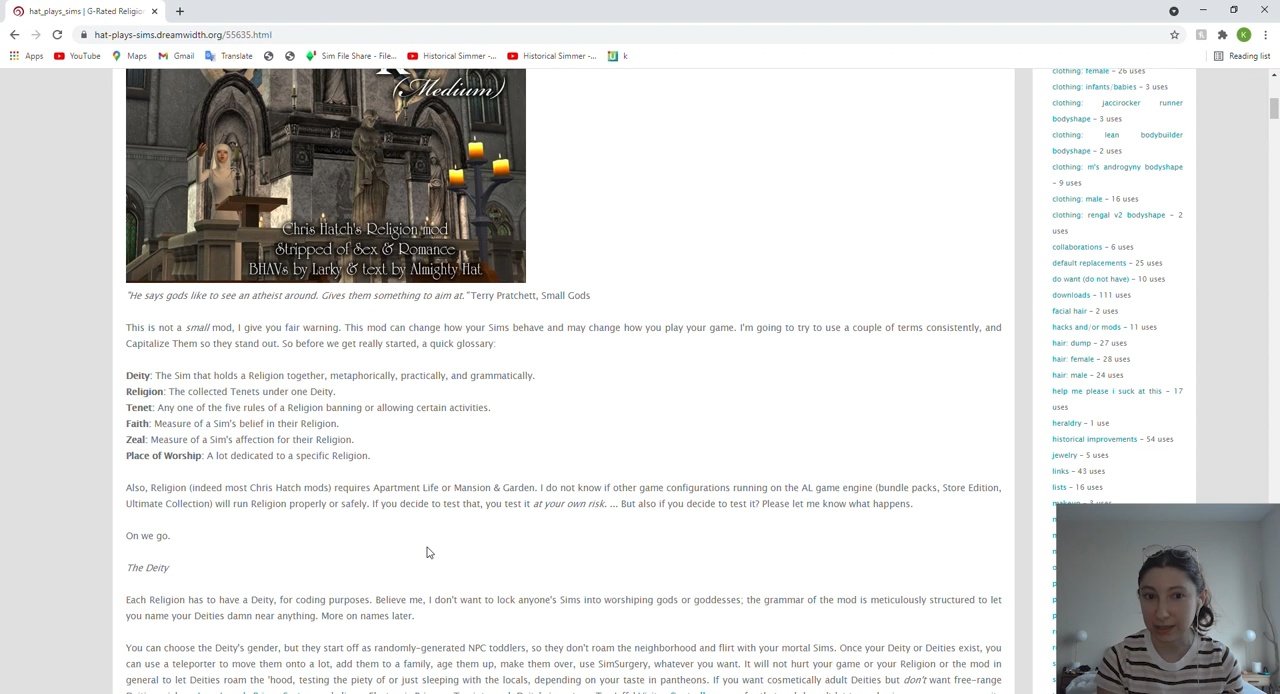 hat_plays_sims | G-Rated Religio
hat-plays-sims.dreamwidth.org/55635.html
K
Apps YouTube Maps Gmail Translate Sim File Share - File... Historical Simmer -... Historical Simmer -... k Reading list
(Medium)
Chris Hatch's Religion mod
Stripped of Sex & Romance
BHAVs by Larky & text by Almighty Hat
"He says gods like to see an atheist around. Gives them something to aim at." Terry Pratchett, Small Gods
This is not a small mod, I give you fair warning. This mod can change how your Sims behave and may change how you play your game. I'm going to try to use a couple of terms consistently, and
Capitalize Them so they stand out. So before we get really started, a quick glossary:
Deity: The Sim that holds a Religion together, metaphorically, practically, and grammatically.
Religion: The collected Tenets under one Deity.
Tenet: Any one of the five rules of a Religion banning or allowing certain activities.
Faith: Measure of a Sim's belief in their Religion.
Zeal: Measure of a Sim's affection for their Religion.
Place of Worship: A lot dedicated to a specific Religion.
Also, Religion (indeed most Chris Hatch mods) requires Apartment Life or Mansion & Garden. I do not know if other game configurations running on the AL game engine (bundle packs, Store Edition,
Ultimate Collection) will run Religion properly or safely. If you decide to test that, you test it at your own risk. ... But also if you decide to test it? Please let me know what happens.
On we go.
The Deity
Each Religion has to have a Deity, for coding purposes. Believe me, I don't want to lock anyone's Sims into worshiping gods or goddesses; the grammar of the mod is meticulously structured to let
you name your Deities damn near anything. More on names later.
You can choose the Deity's gender, but they start off as randomly-generated NPC toddlers, so they don't roam the neighborhood and flirt with your mortal Sims. Once your Deity or Deities exist, you
can use a teleporter to move them onto a lot, add them to a family, age them up, make them over, use SimSurgery, whatever you want. It will not hurt your game or your Religion or the mod in
general to let Deities roam the 'hood, testing the piety of or just sleeping with the locals, depending on your taste in pantheons. If you want cosmetically adult Deities but don't want free-range
clothing: female - 26 uses
clothing: infants/babies - 3 uses
clothing: jaccirocker runner
bodyshape - 3 uses
clothing: lean bodybuilder
bodyshape - 2 uses
clothing: m's androgyny bodyshape
- 9 uses
clothing: male - 16 uses
clothing: rengal v2 bodyshape - 2
uses
collaborations - 6 uses
default replacements - 25 uses
do want (do not have) - 10 uses
downloads - 111 uses
facial hair - 2 uses
hacks and/or mods - 11 uses
hair: dump - 27 uses
hair: female - 28 uses
hair: male - 24 uses
help me please i suck at this - 17
uses
heraldry - 1 use
historical improvements - 54 uses
jewelry - 5 uses
links - 43 uses
lists - 16 uses